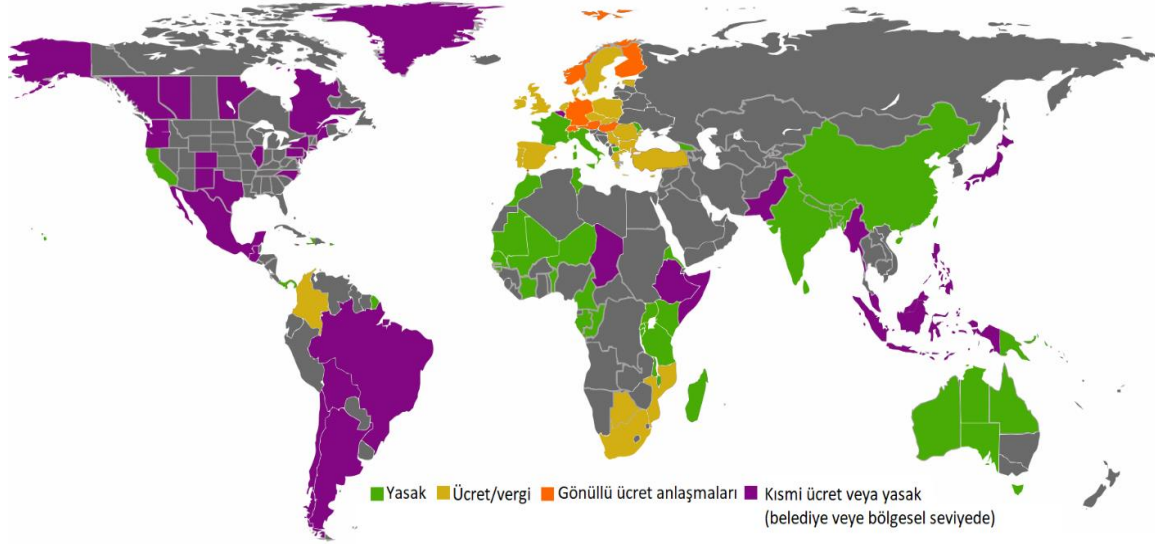 Yasak Ücret/vergi Gönüllü ücret anlaşmaları Kısmi ücret veya yasak
(belediye veye bölgesel seviyede)